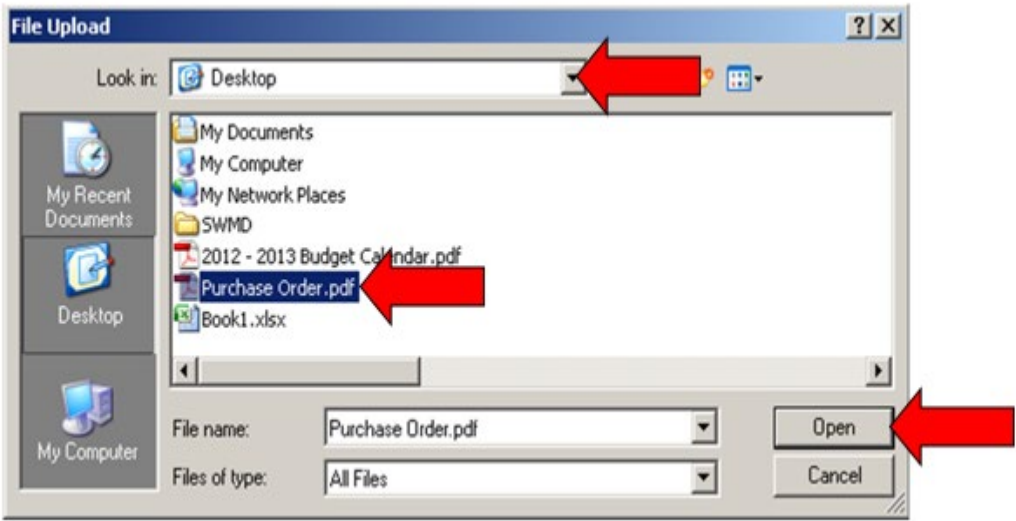 File Upload
Look in:
Desktop
My Recent
Documents
Desktop
My Computer
My Documents
My Computer
My Network Places
SWMD
2012 - 2013 Budget Calendar.pdf
Purchase Order.pdf
Book1.xlsx
File name:
Purchase Order.pdf
Open
Files of type:
All Files
Cancel